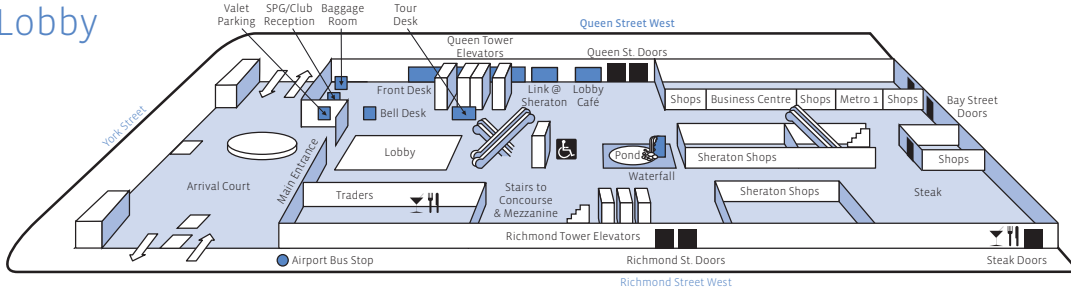 Lobby
Valet
Parking
SPG/Club
Reception
Baggage
Room
Tour
Desk
Queen Street West
Queen Tower
Elevators
Queen St. Doors
Front Desk
Link @
Sheraton
Lobby
Café
Shops
Business Centre
Shops
Metro 1
Shops
Bay Street
Doors
Bell Desk
York Street
Lobby
Pond
Sheraton Shops
Shops
Main Entrance
Waterfall
Arrival Court
Traders
Stairs to
Concourse
& Mezzanine
Sheraton Shops
Steak
Richmond Tower Elevators
Airport Bus Stop
Richmond St. Doors
Steak Doors
Richmond Street West